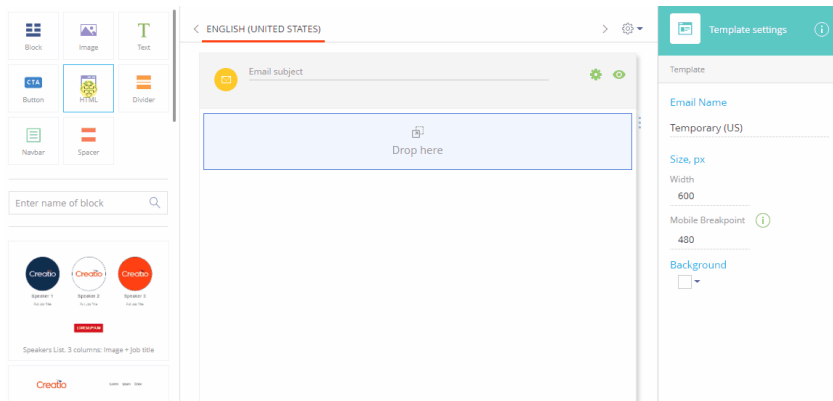 Block
Image
Text
CTA
Button
HTML
Divider
Navbar
Spacer
Enter name of block
Creatio
Creatio
Creatio
Speaker 1
Speaker 2
Speaker 3
Speakers List. 3 columns: Image + Job title
Creatio
ENGLISH (UNITED STATES)
Email subject
Drop here
Template settings
Template
Email Name
Temporary (US)
Size, px
Width
600
Mobile Breakpoint
480
Background